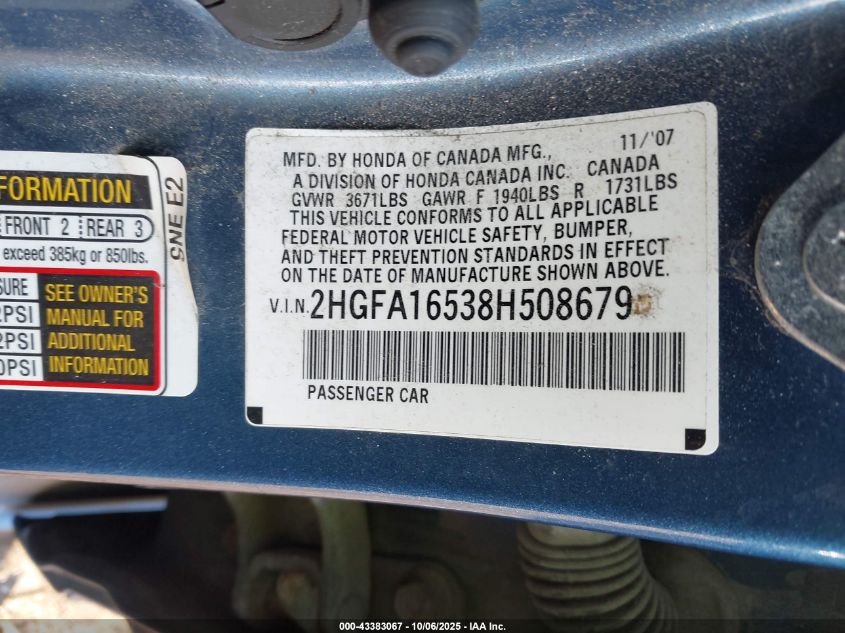 FORMATION
FRONT 2 REAR 3
exceed 385kg or 850lbs.
SURE SEE OWNER'S
2PSI MANUAL FOR
2PSI ADDITIONAL
0PSI INFORMATION
SNE E2
MFD. BY HONDA OF CANADA MFG., 11/'07
A DIVISION OF HONDA CANADA INC. CANADA
GVWR 3671LBS GAWR F 1940LBS R 1731LBS
THIS VEHICLE CONFORMS TO ALL APPLICABLE
FEDERAL MOTOR VEHICLE SAFETY, BUMPER,
AND THEFT PREVENTION STANDARDS IN EFFECT
ON THE DATE OF MANUFACTURE SHOWN ABOVE.
V.I.N. 2HGFA16538H508679
PASSENGER CAR
000-43383067 - 10/06/2025 - IAA Inc.